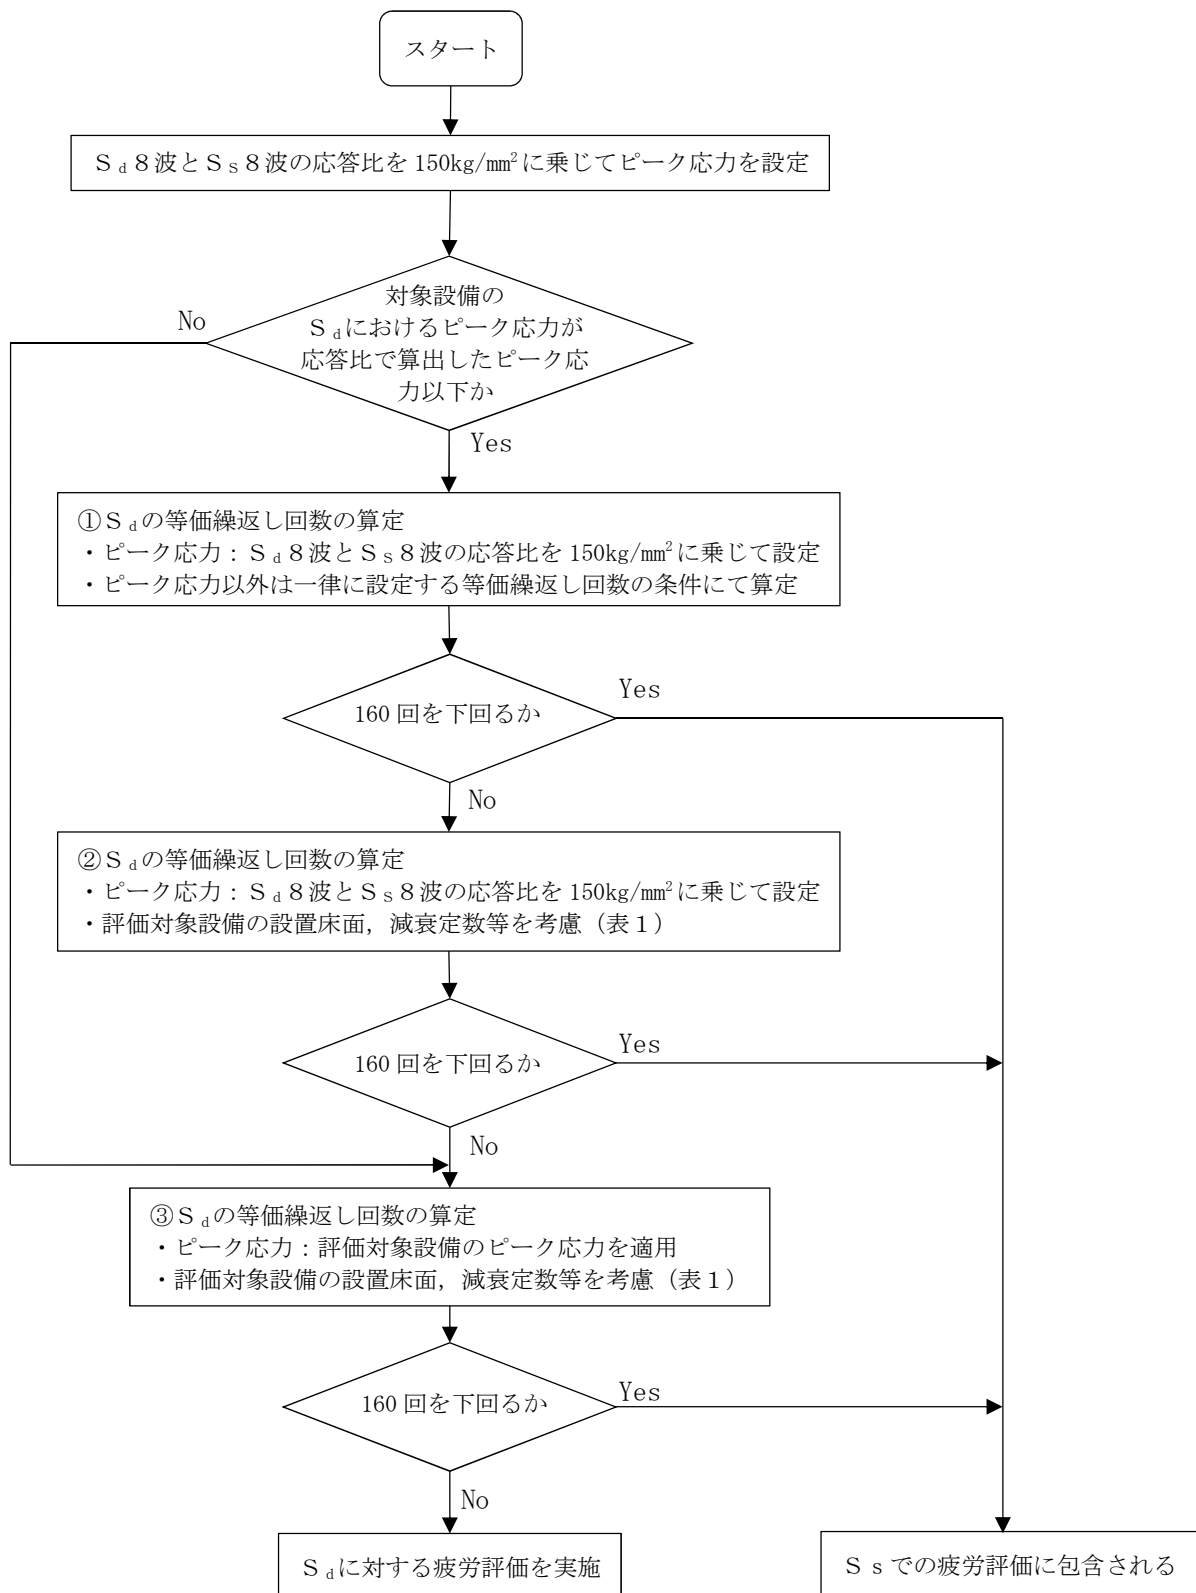 スタート
Ｓｄ８波とＳｓ８波の応答比を 150kg/mm²に乗じてピーク応力を設定
対象設備の
Ｓｄにおけるピーク応力が
応答比で算出したピーク応
力以下か
No
Yes
①Ｓｄの等価繰返し回数の算定
・ピーク応力：Ｓｄ８波とＳｓ８波の応答比を 150kg/mm²に乗じて設定
・ピーク応力以外は一律に設定する等価繰返し回数の条件にて算定
160 回を下回るか
Yes
No
②Ｓｄの等価繰返し回数の算定
・ピーク応力：Ｓｄ８波とＳｓ８波の応答比を 150kg/mm²に乗じて設定
・評価対象設備の設置床面，減衰定数等を考慮（表１）
160 回を下回るか
Yes
No
③Ｓｄの等価繰返し回数の算定
・ピーク応力：評価対象設備のピーク応力を適用
・評価対象設備の設置床面，減衰定数等を考慮（表１）
160 回を下回るか
Yes
No
Ｓｄに対する疲労評価を実施
Ｓｓでの疲労評価に包含される